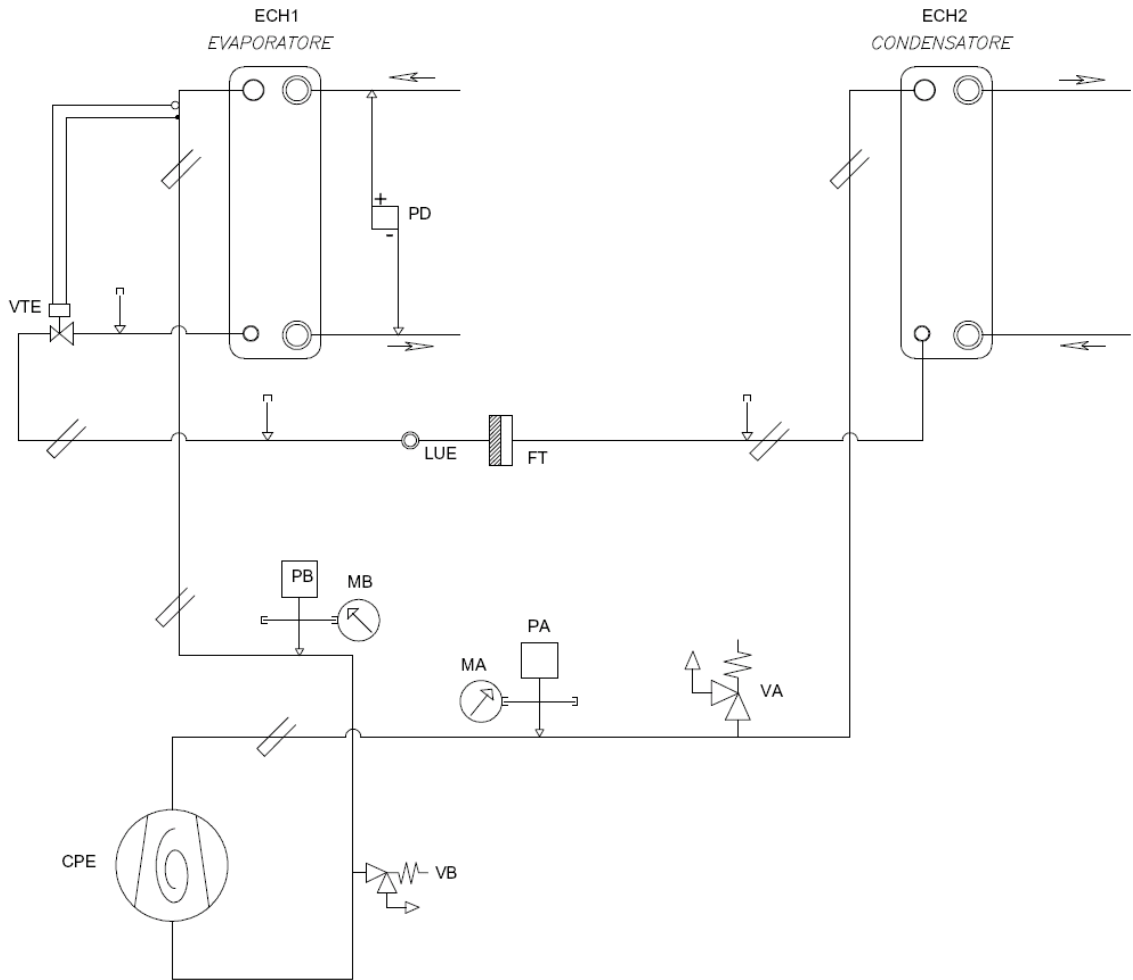 ECH1
EVAPORATORE
ECH2
CONDENSATORE
+
PD
-
VTE
LUE
FT
PB
MB
PA
MA
VA
CPE
VB